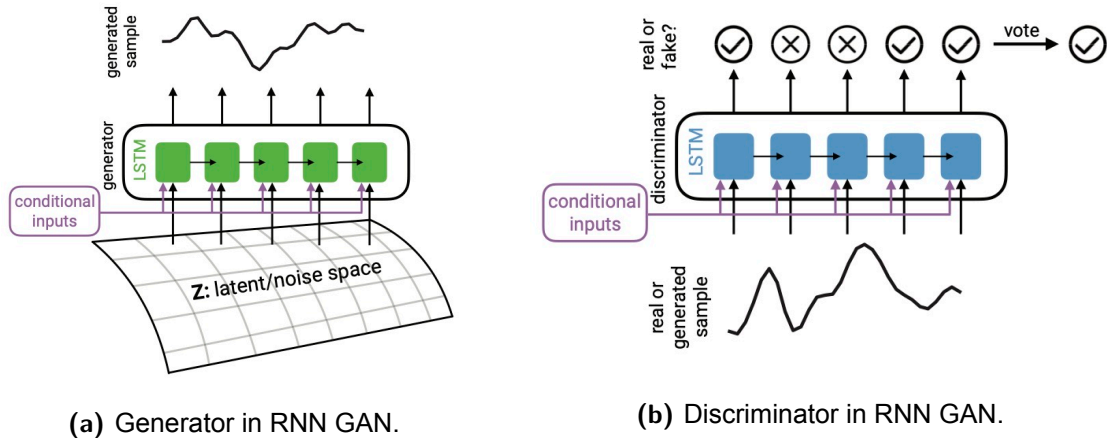 generated
sample
generator
LSTM
conditional
inputs
Z: latent/noise space
(a) Generator in RNN GAN.
real or
fake?
vote
discriminator
LSTM
conditional
inputs
real or
generated
sample
(b) Discriminator in RNN GAN.